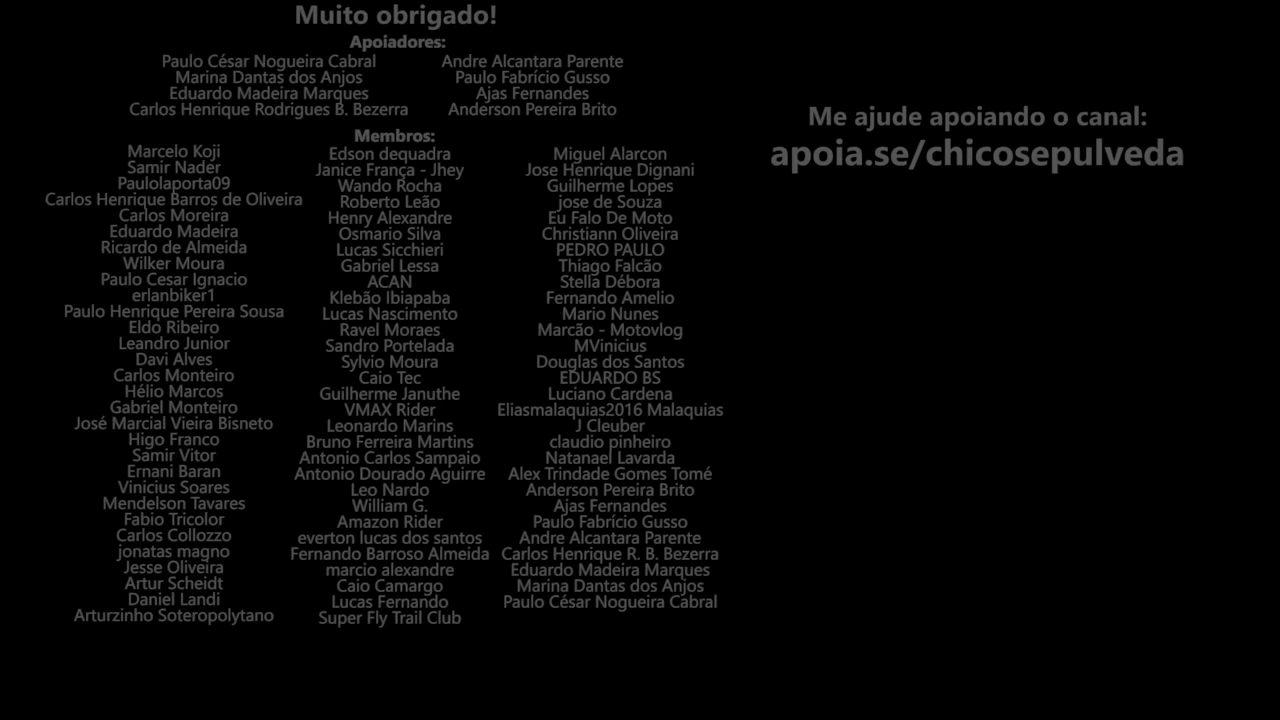 Muito obrigado!
Apoiadores:
Paulo César Nogueira Cabral
Marina Dantas dos Anjos
Eduardo Madeira Marques
Carlos Henrique Rodrigues B. Bezerra
Andre Alcantara Parente
Paulo Fabrício Gusso
Ajas Fernandes
Anderson Pereira Brito
Membros:
Marcelo Koji
Samir Nader
Paulolaporta09
Carlos Henrique Barros de Oliveira
Carlos Moreira
Eduardo Madeira
Ricardo de Almeida
Wilker Moura
Paulo Cesar Ignacio
erlanbiker1
Paulo Henrique Pereira Sousa
Eldo Ribeiro
Leandro Junior
Davi Alves
Carlos Monteiro
Hélio Marcos
Gabriel Monteiro
José Marcial Vieira Bisneto
Higo Franco
Samir Vitor
Ernani Baran
Vinicius Soares
Mendelson Tavares
Fabio Tricolor
Carlos Collozzo
jonatas magno
Jesse Oliveira
Artur Scheidt
Daniel Landi
Arturzinho Soteropolytano
Edson dequadra
Janice França - Jhey
Wando Rocha
Roberto Leão
Henry Alexandre
Osmario Silva
Lucas Sicchieri
Gabriel Lessa
ACAN
Klebão Ibiapaba
Lucas Nascimento
Ravel Moraes
Sandro Portelada
Sylvio Moura
Caio Tec
Guilherme Januthe
VMAX Rider
Leonardo Marins
Bruno Ferreira Martins
Antonio Carlos Sampaio
Antonio Dourado Aguirre
Leo Nardo
William G.
Amazon Rider
everton lucas dos santos
Fernando Barroso Almeida
marcio alexandre
Caio Camargo
Lucas Fernando
Super Fly Trail Club
Miguel Alarcon
Jose Henrique Dignani
Guilherme Lopes
jose de Souza
Eu Falo De Moto
Christiann Oliveira
PEDRO PAULO
Thiago Falcão
Stella Débora
Fernando Amelio
Mario Nunes
Marcão - Motovlog
MVinicius
Douglas dos Santos
EDUARDO BS
Luciano Cardena
Eliasmalaquias2016 Malaquias
J Cleuber
claudio pinheiro
Natanael Lavarda
Alex Trindade Gomes Tomé
Anderson Pereira Brito
Ajas Fernandes
Paulo Fabrício Gusso
Andre Alcantara Parente
Carlos Henrique R. B. Bezerra
Eduardo Madeira Marques
Marina Dantas dos Anjos
Paulo César Nogueira Cabral
Me ajude apoiando o canal:
apoia.se/chicosepulveda